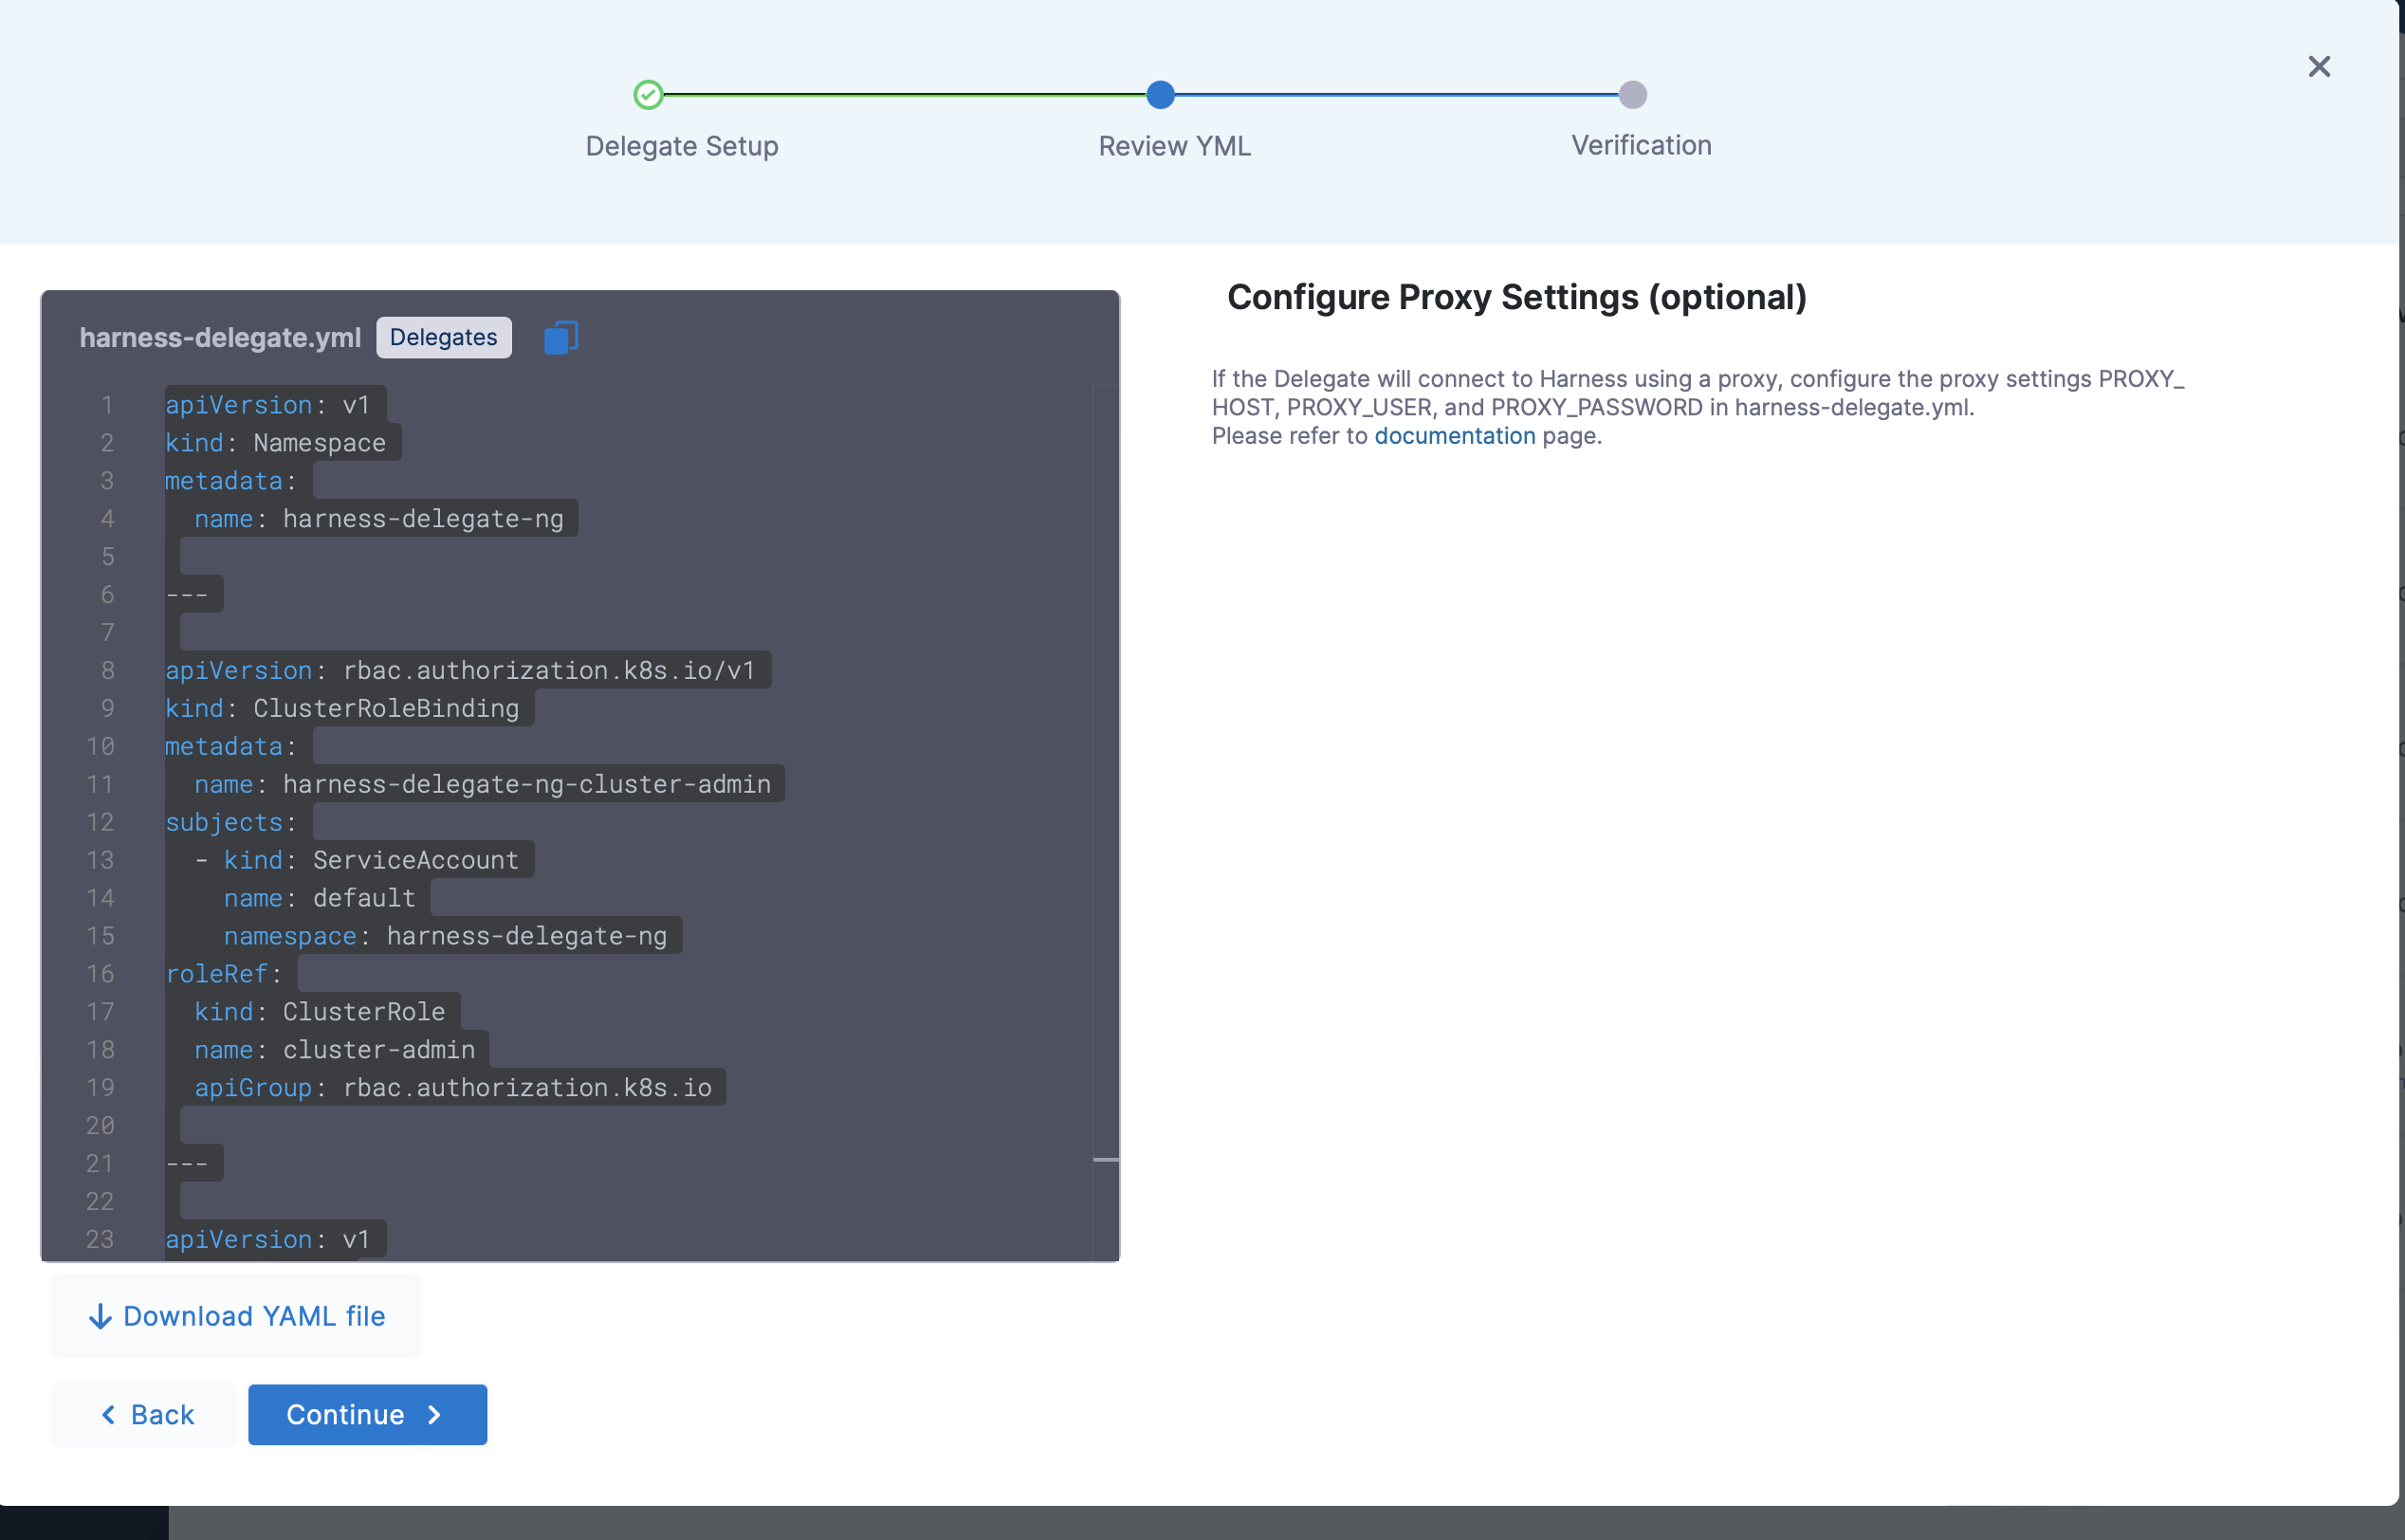 Delegate Setup
Review YML
Verification
harness-delegate.yml Delegates
1 apiVersion: v1
2 kind: Namespace
3 metadata:
4   name: harness-delegate-ng
5
6 ---
7
8 apiVersion: rbac.authorization.k8s.io/v1
9 kind: ClusterRoleBinding
10 metadata:
11   name: harness-delegate-ng-cluster-admin
12 subjects:
13   - kind: ServiceAccount
14     name: default
15     namespace: harness-delegate-ng
16 roleRef:
17   kind: ClusterRole
18   name: cluster-admin
19   apiGroup: rbac.authorization.k8s.io
20
21 ---
22
23 apiVersion: v1
Download YAML file
Back
Continue
Configure Proxy Settings (optional)
If the Delegate will connect to Harness using a proxy, configure the proxy settings PROXY_
HOST, PROXY_USER, and PROXY_PASSWORD in harness-delegate.yml.
Please refer to documentation page.